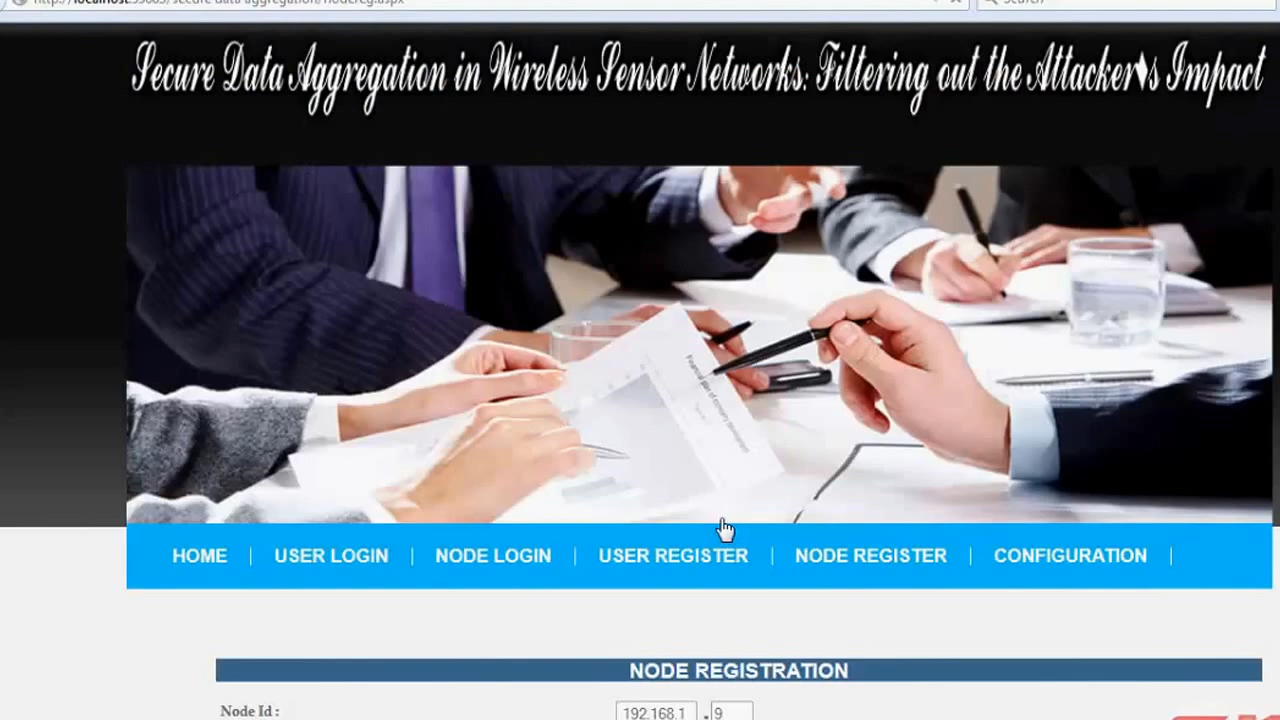 Secure Data Aggregation in Wireless Sensor Networks: Filtering out the Attacker�s Impact
HOME | USER LOGIN | NODE LOGIN | USER REGISTER | NODE REGISTER | CONFIGURATION |
NODE REGISTRATION
Node Id : 192.168.1 . 9